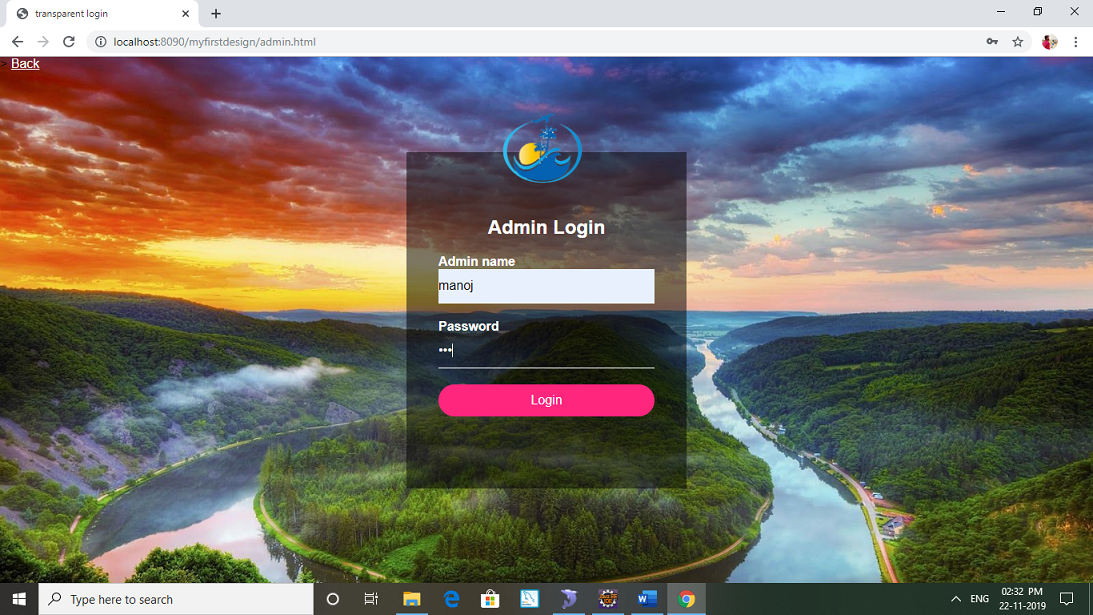 transparent login
localhost:8090/myfirstdesign/admin.html
> Back
Admin Login
Admin name
manoj
Password
•••
Login
Type here to search
ENG
02:32 PM
22-11-2019